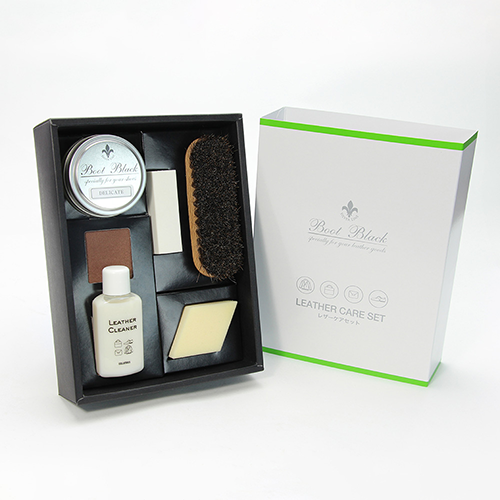 Boot Black
specially for your shoes
DELICATE
LEATHER
CLEANER
Boot Black
specially for your leather goods
LEATHER CARE SET
レザーケアセット